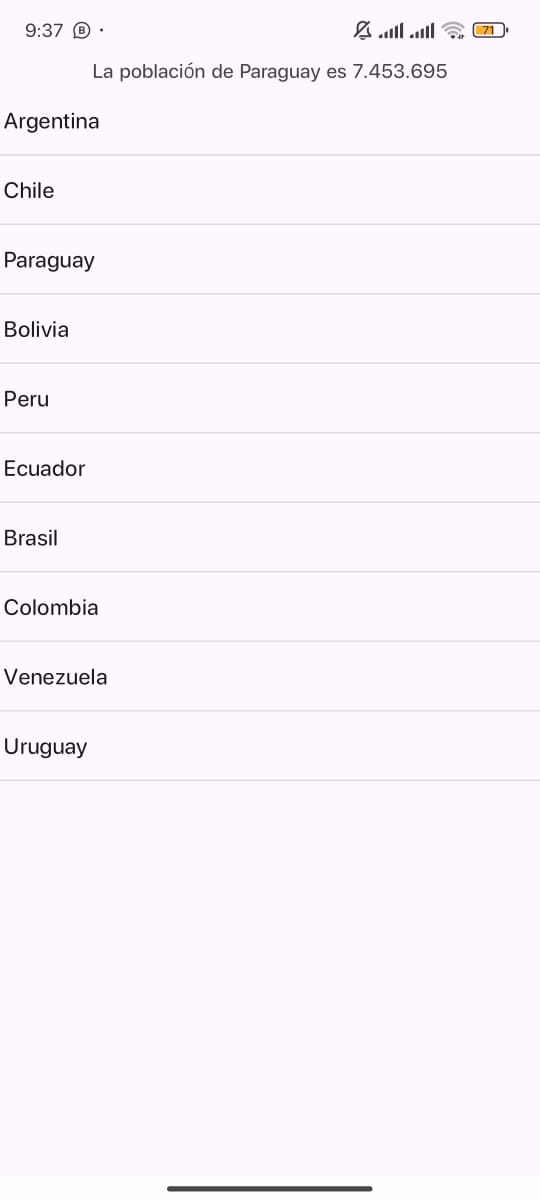 9:37
71
La población de Paraguay es 7.453.695
Argentina
Chile
Paraguay
Bolivia
Peru
Ecuador
Brasil
Colombia
Venezuela
Uruguay